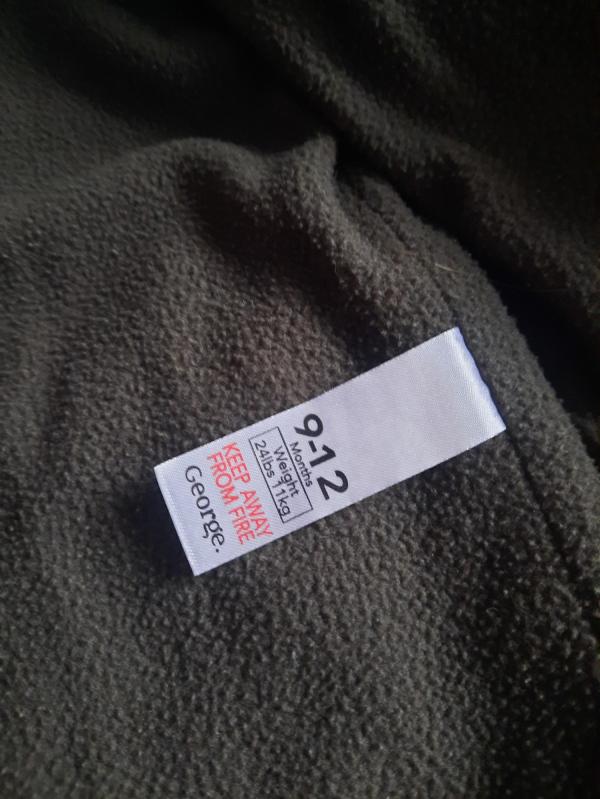 9-12
Months
Weight
24lbs 11kg
KEEP AWAY
FROM FIRE
George.